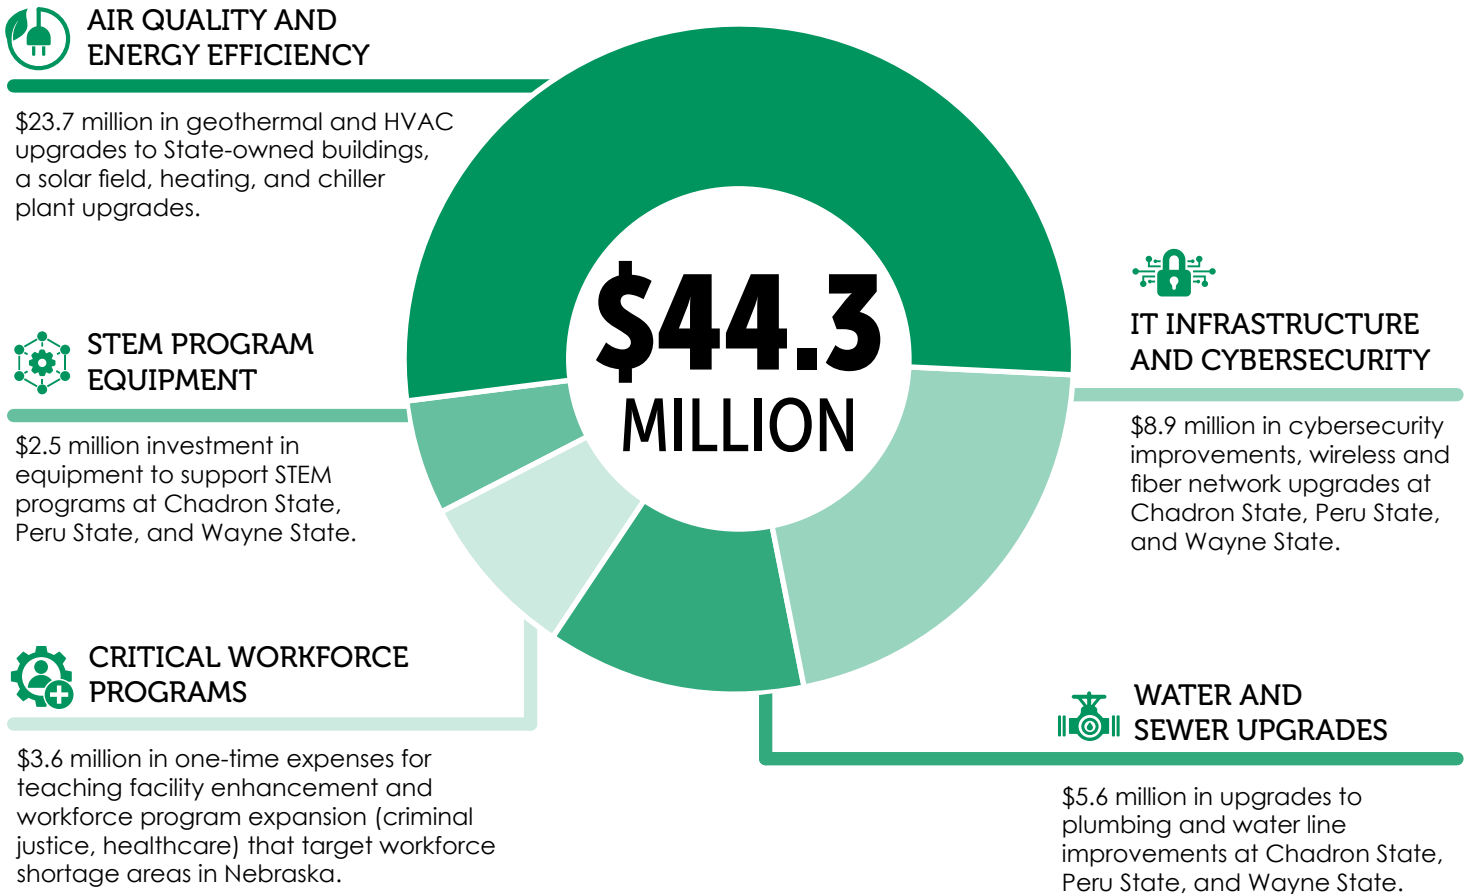 AIR QUALITY AND
ENERGY EFFICIENCY
$23.7 million in geothermal and HVAC
upgrades to State-owned buildings,
a solar field, heating, and chiller
plant upgrades.
STEM PROGRAM
EQUIPMENT
$2.5 million investment in
equipment to support STEM
programs at Chadron State,
Peru State, and Wayne State.
CRITICAL WORKFORCE
PROGRAMS
$3.6 million in one-time expenses for
teaching facility enhancement and
workforce program expansion (criminal
justice, healthcare) that target workforce
shortage areas in Nebraska.
$44.3
MILLION
IT INFRASTRUCTURE
AND CYBERSECURITY
$8.9 million in cybersecurity
improvements, wireless and
fiber network upgrades at
Chadron State, Peru State,
and Wayne State.
WATER AND
SEWER UPGRADES
$5.6 million in upgrades to
plumbing and water line
improvements at Chadron State,
Peru State, and Wayne State.